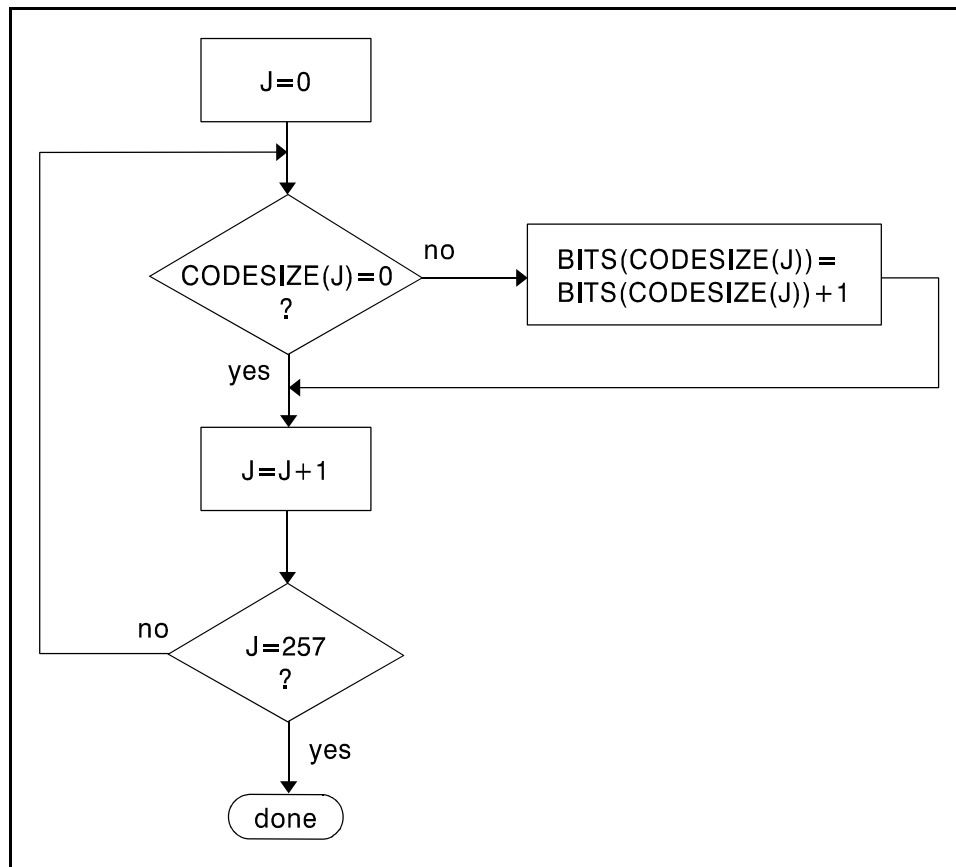 J=0
CODESIZE(J)=0
?
no
BITS(CODESIZE(J))=
BITS(CODESIZE(J))+1
yes
J=J+1
no
J=257
?
yes
done